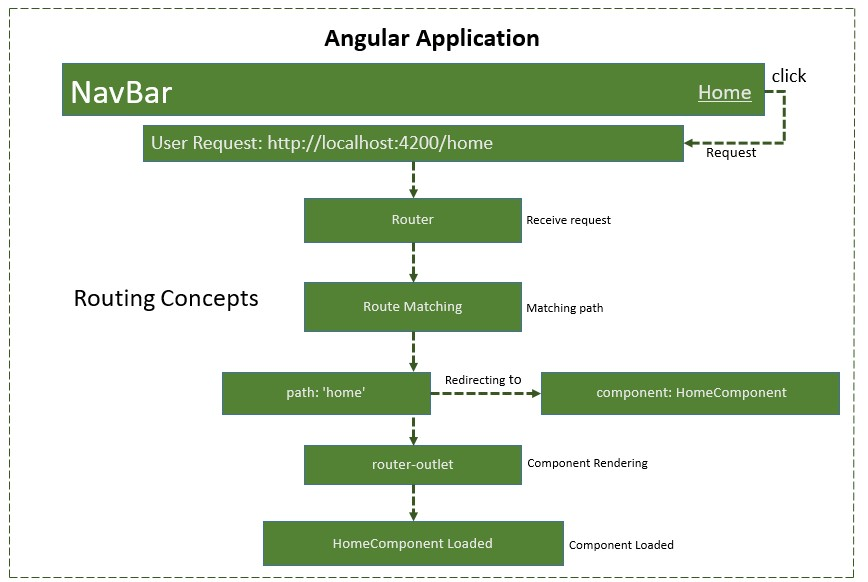 Angular Application
NavBar
Home
click
User Request: http://localhost:4200/home
Request
Router
Receive request
Routing Concepts
Route Matching
Matching path
path: 'home'
Redirecting to
component: HomeComponent
router-outlet
Component Rendering
HomeComponent Loaded
Component Loaded